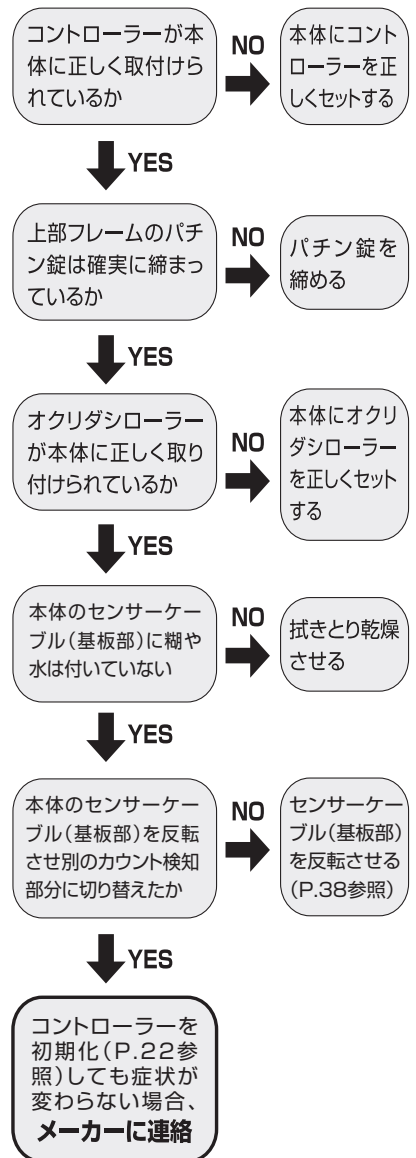 コントローラーが本
体に正しく取付けら
れているか
NO
本体にコント
ローラーを正
しくセットする
YES
上部フレームのパチ
ン錠は確実に締まっ
ているか
NO
パチン錠を
締める
YES
オクリダシローラー
が本体に正しく取り
付けられているか
NO
本体にオクリ
ダシローラー
を正しくセット
する
YES
本体のセンサーケー
ブル(基板部)に糊や
水は付いていない
NO
拭きとり乾燥
させる
YES
本体のセンサーケー
ブル(基板部)を反転
させ別のカウント検知
部分に切り替えたか
NO
センサーケー
ブル(基板部)
を反転させる
(P.38参照)
YES
コントローラーを
初期化(P.22参
照)しても症状が
変わらない場合、
メーカーに連絡